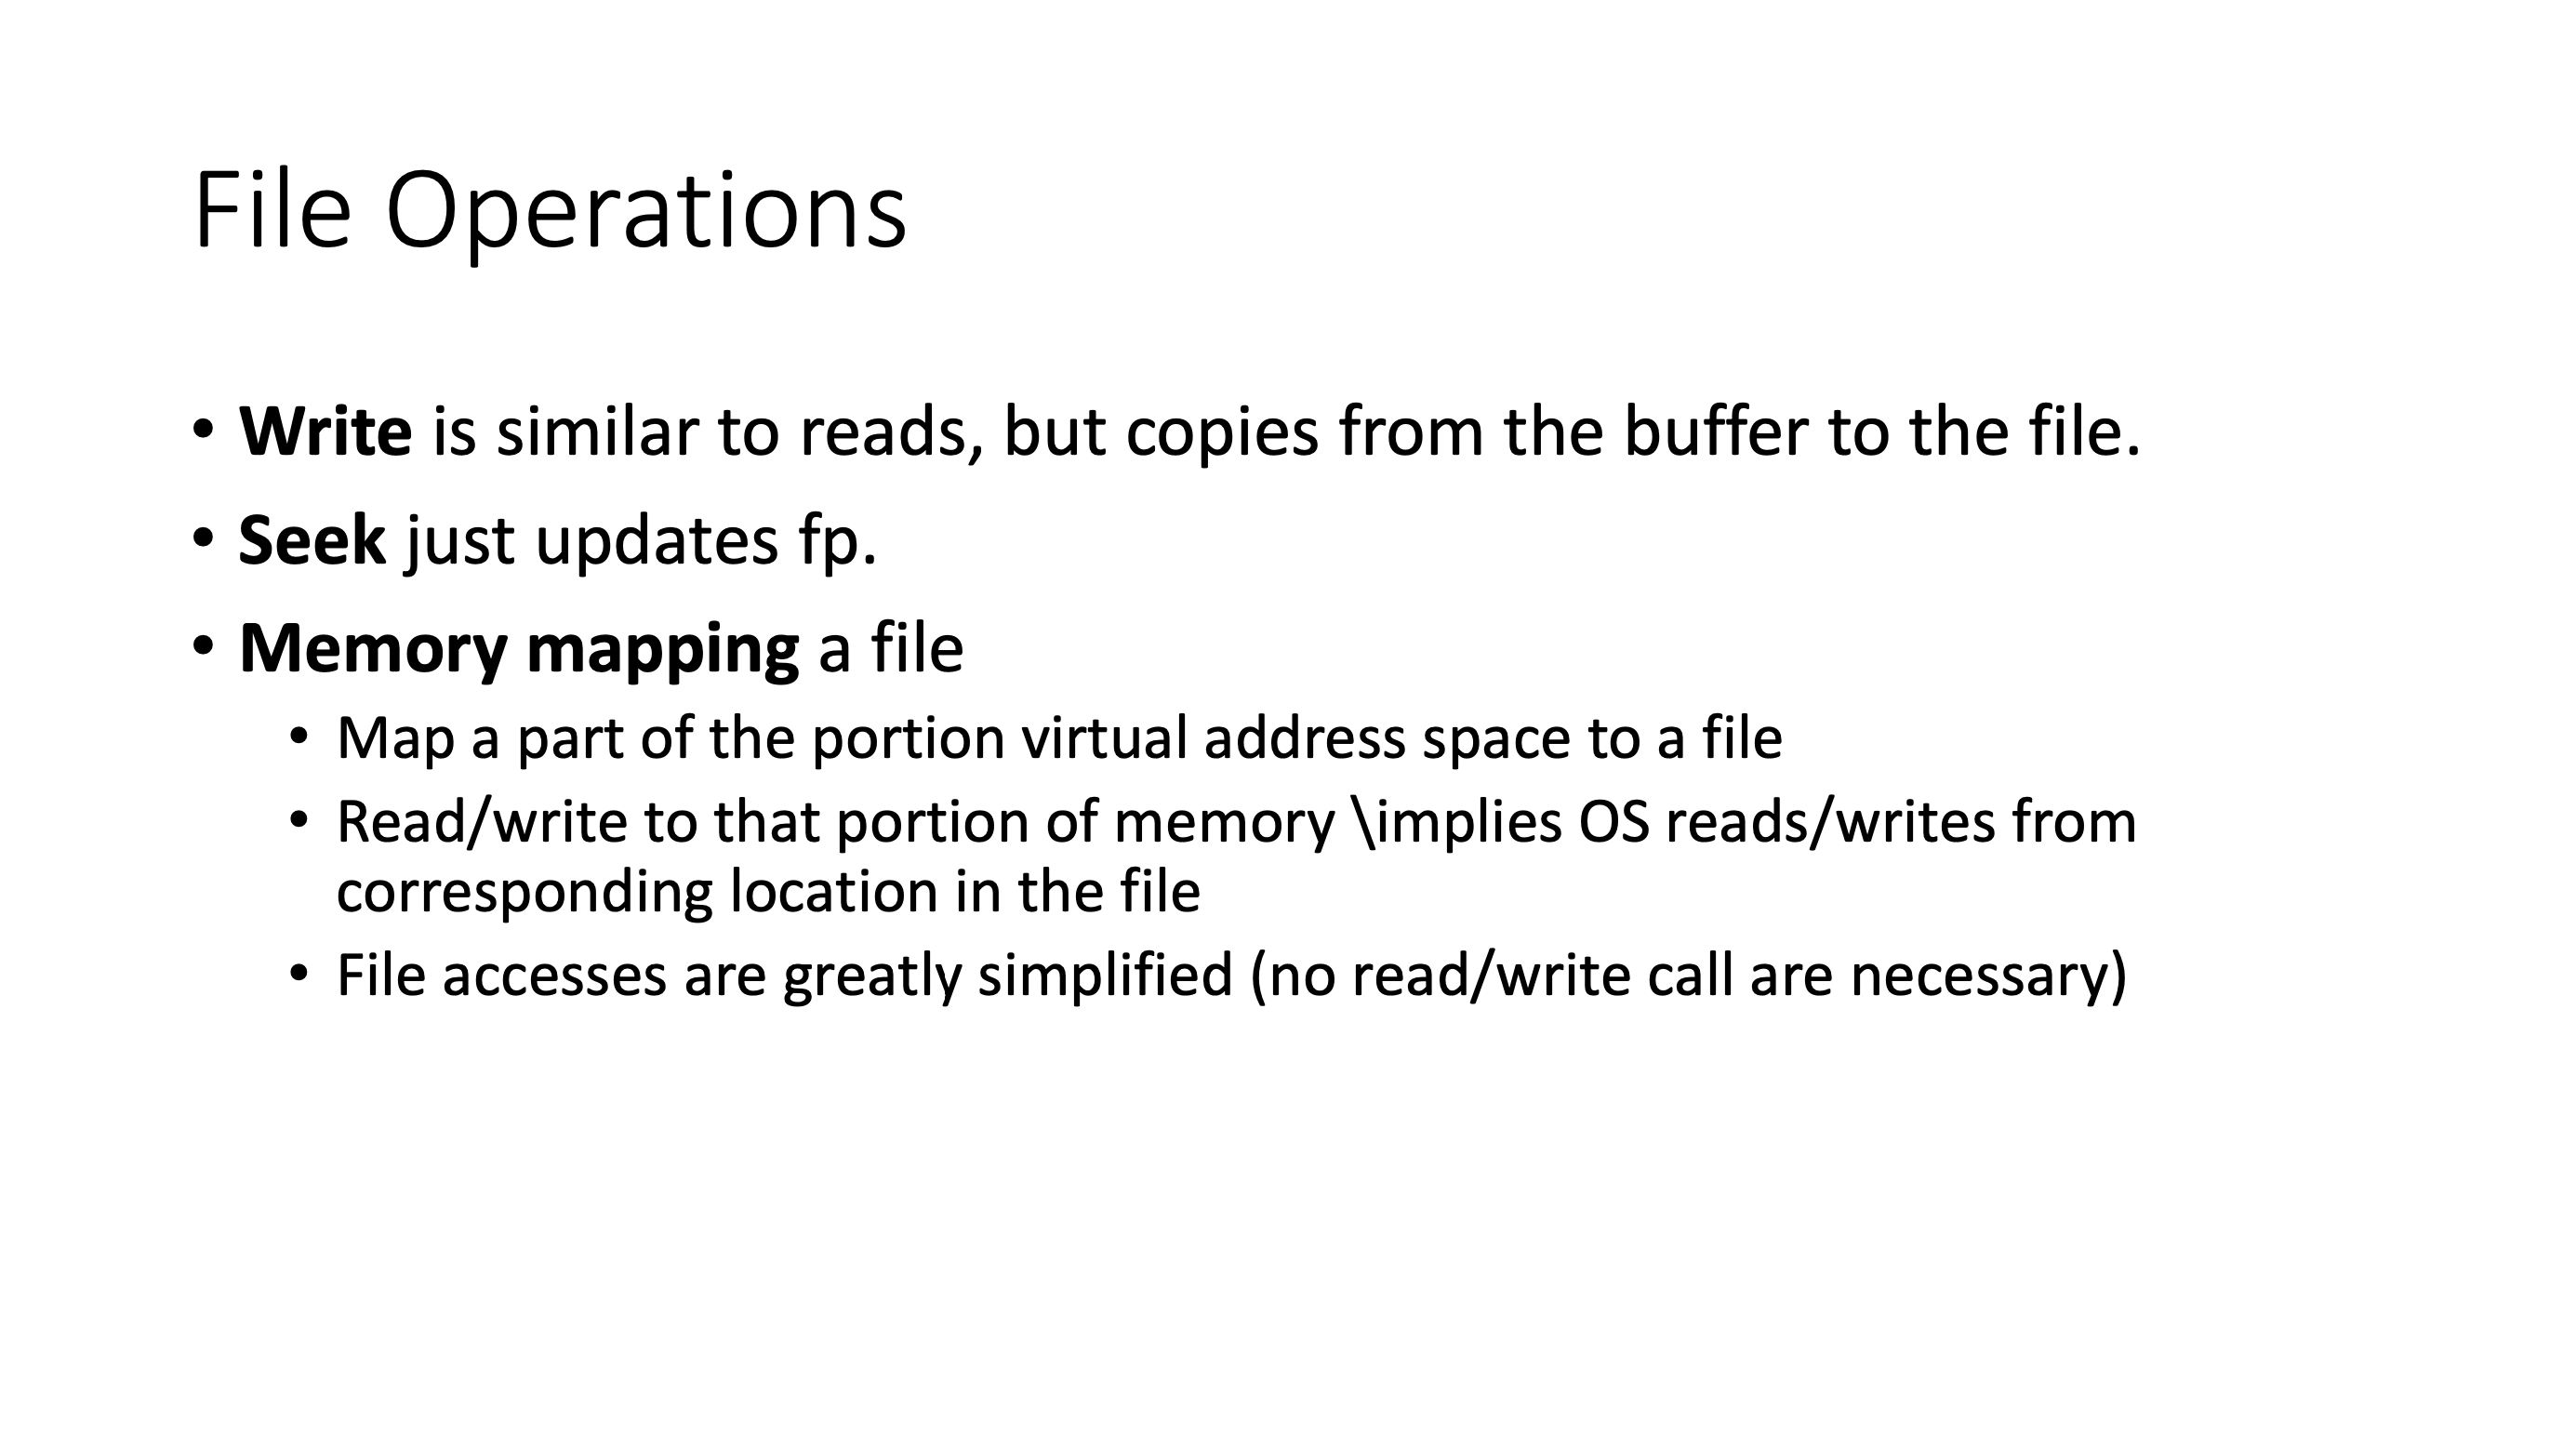 File Operations
• Write is similar to reads, but copies from the buffer to the file.
• Seek just updates fp.
• Memory mapping a file
• Map a part of the portion virtual address space to a file
• Read/write to that portion of memory \implies OS reads/writes from
corresponding location in the file
• File accesses are greatly simplified (no read/write call are necessary)